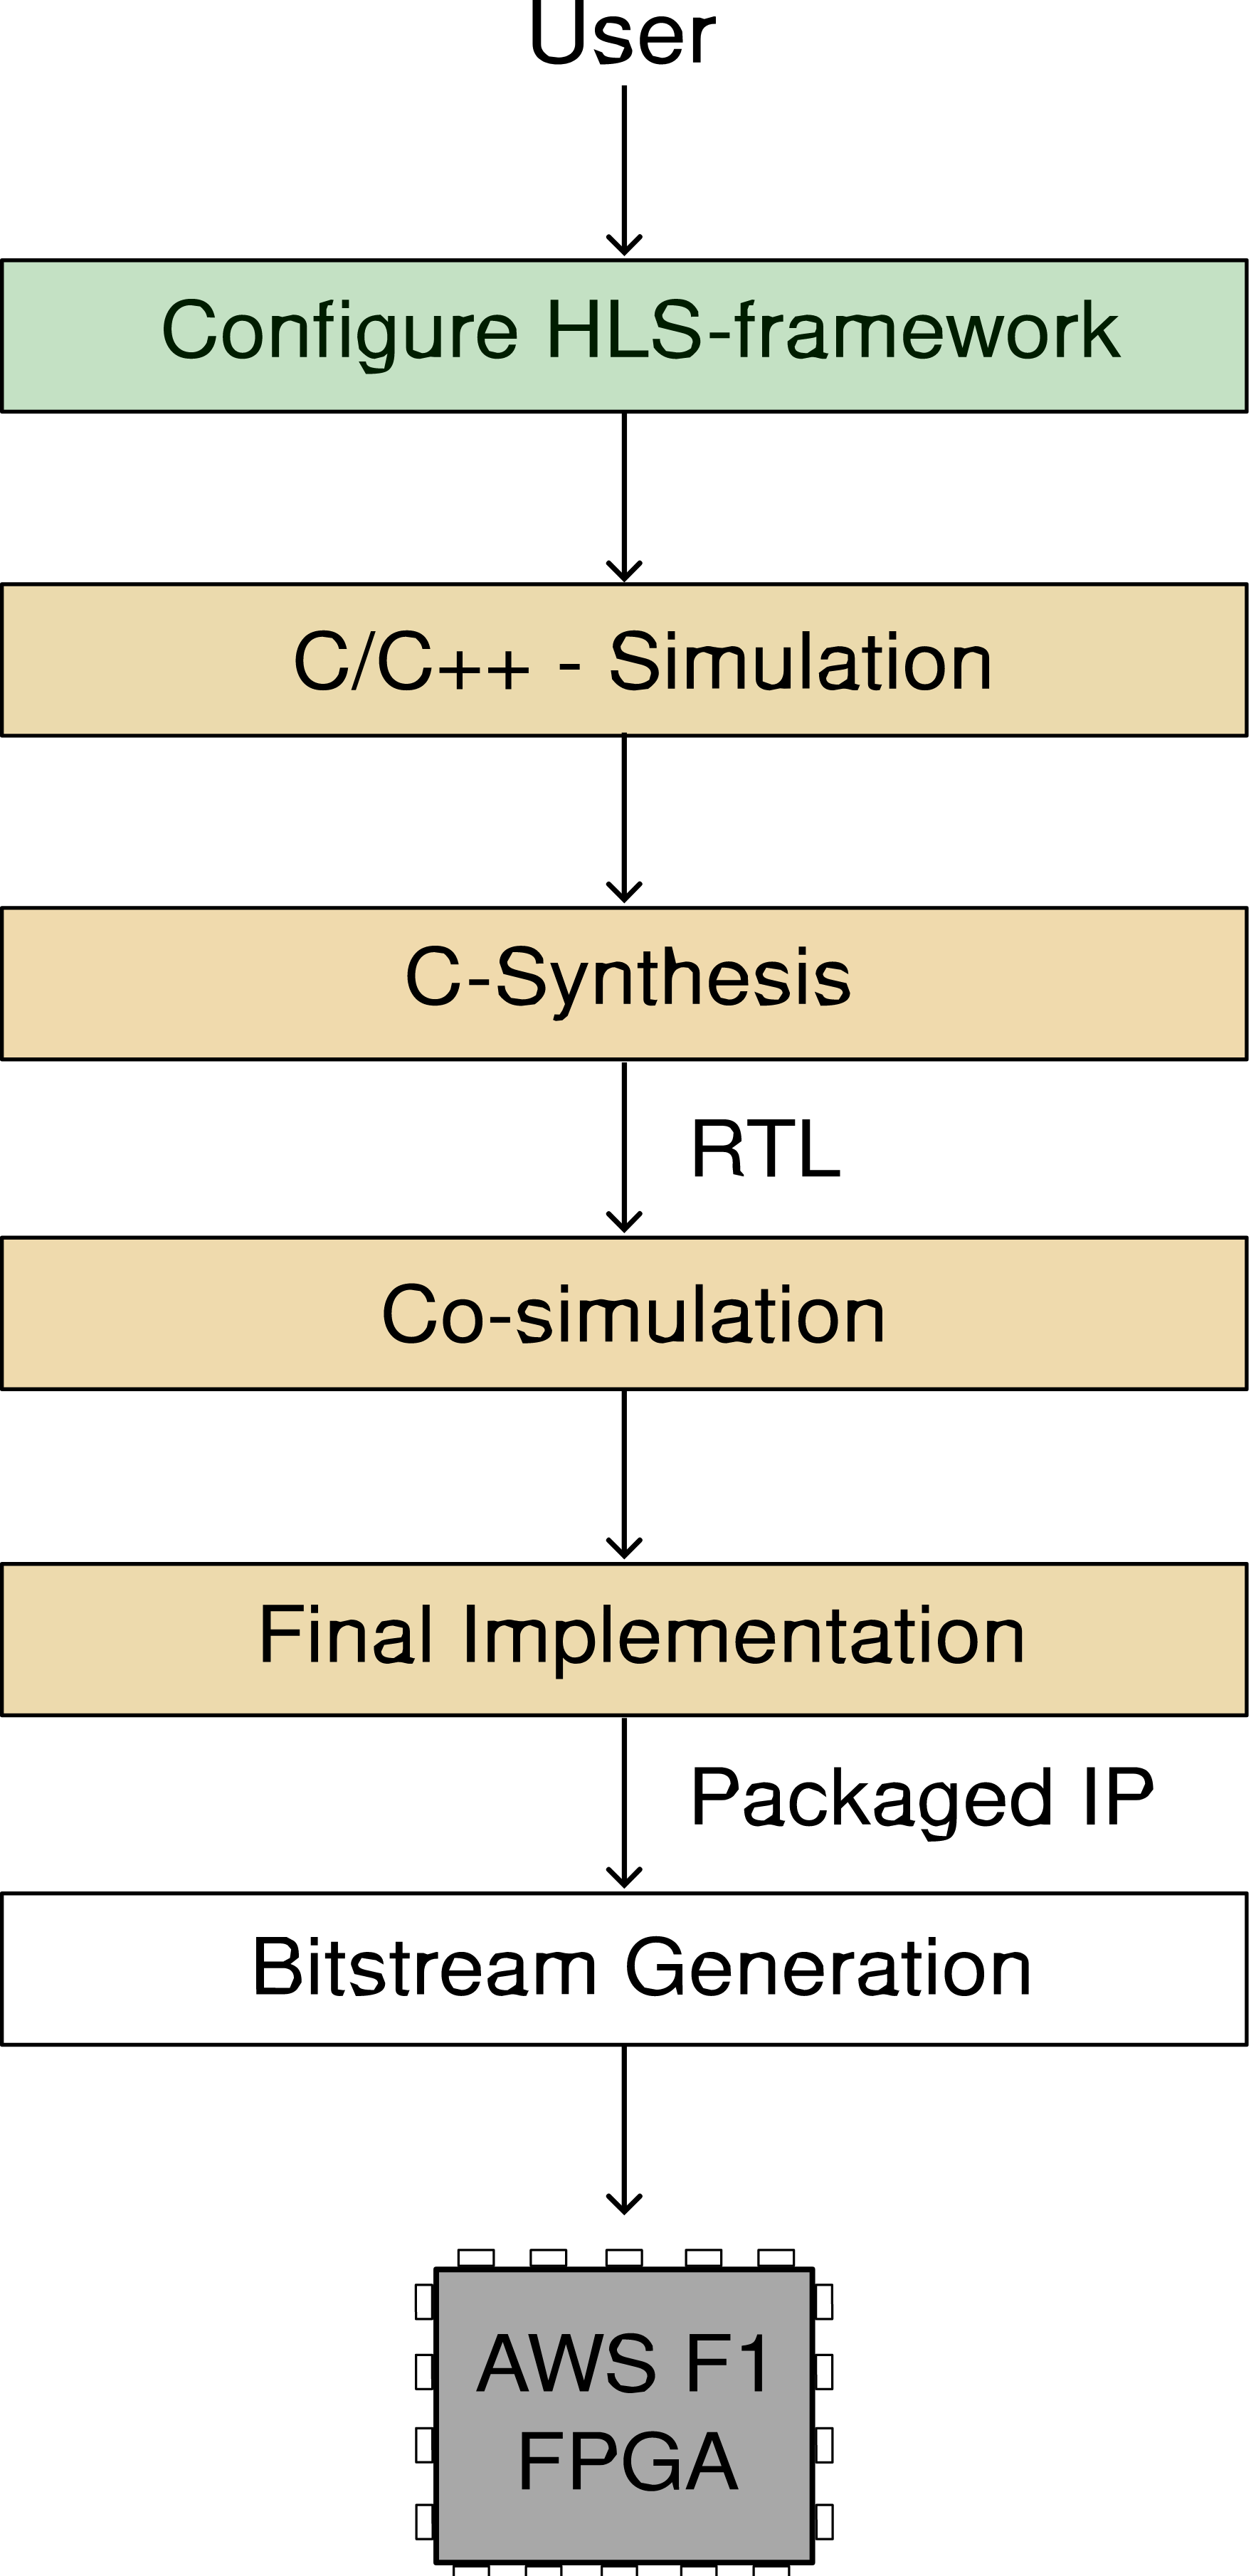 User
Configure HLS-framework
C/C++ - Simulation
C-Synthesis
RTL
Co-simulation
Final Implementation
Packaged IP
Bitstream Generation
AWS F1
FPGA